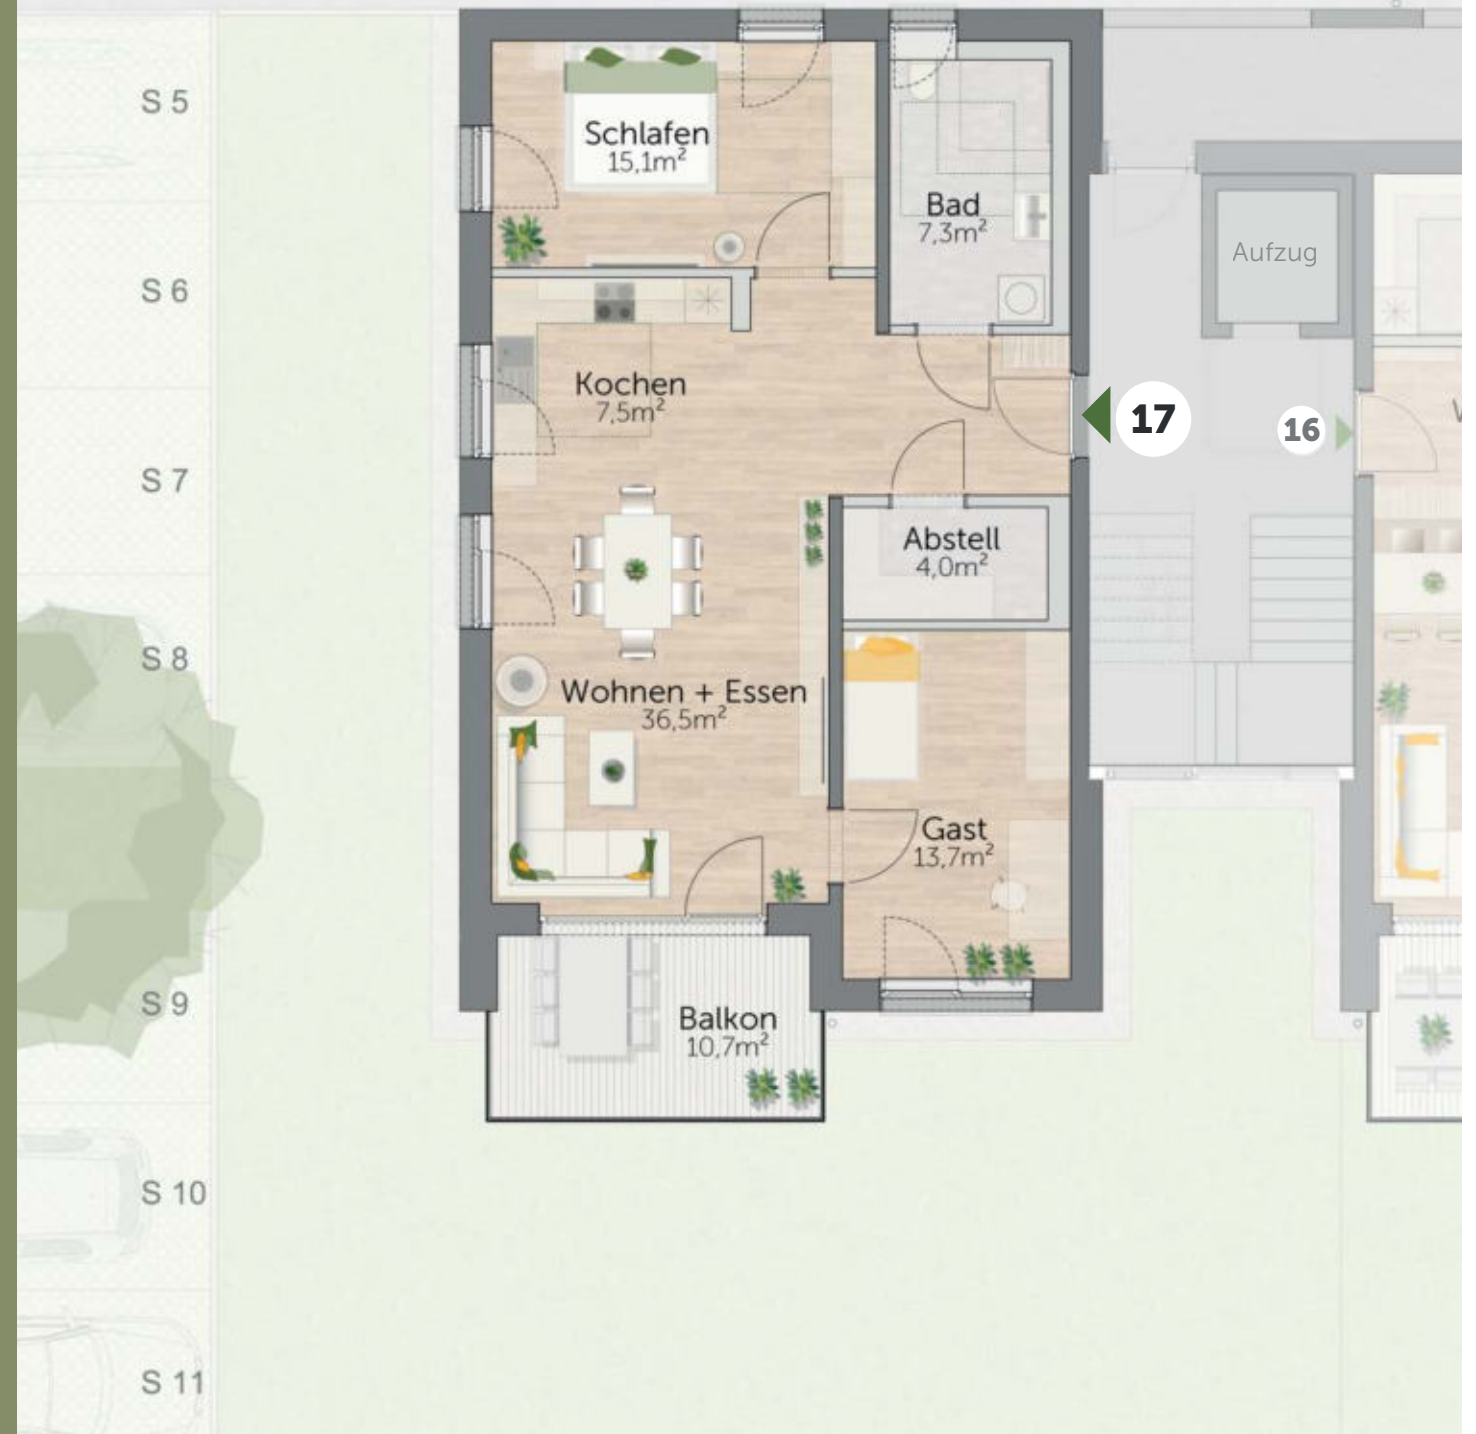 S 5
Schlafen
15,1m²
Bad
7,3m²
Aufzug
S 6
Kochen
7,5m²
17
16
S 7
Abstell
4,0m²
S 8
Wohnen + Essen
36,5m²
Gast
13,7m²
S 9
Balkon
10,7m²
S 10
S 11